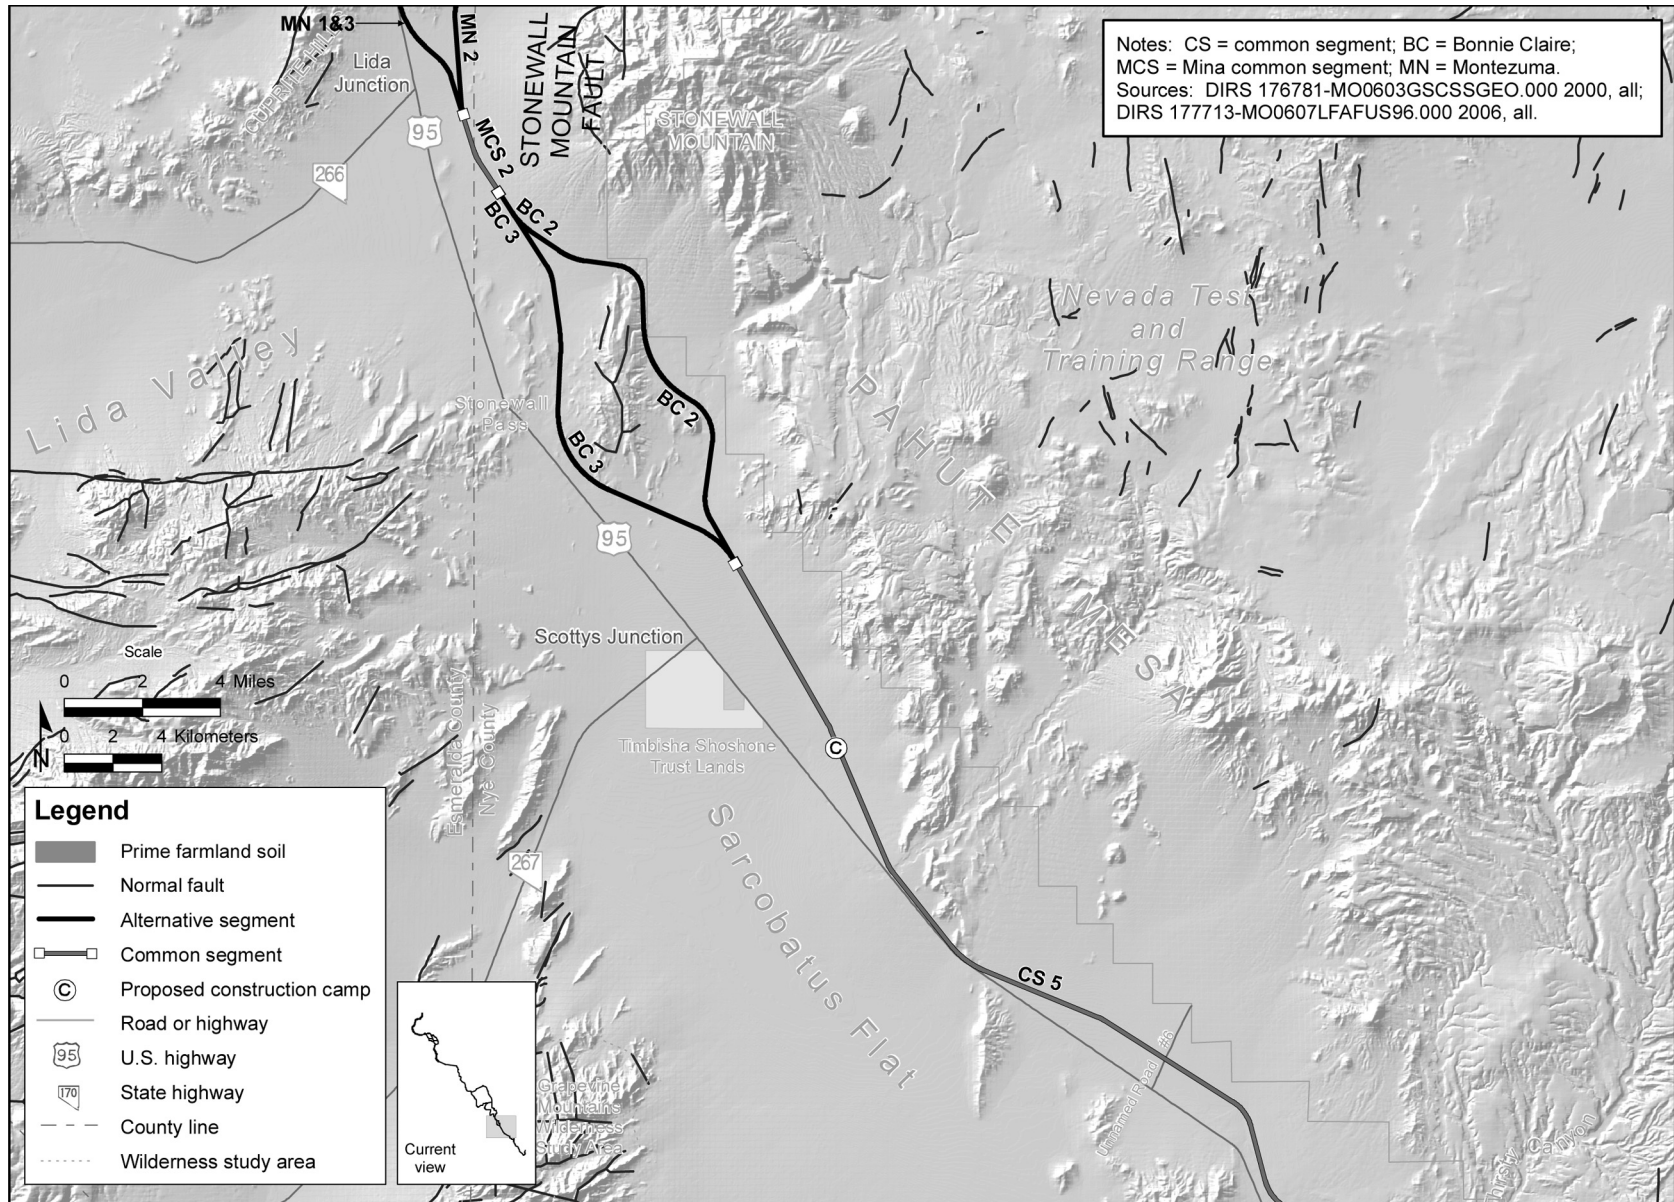 MN 1&3
MN 2
Lida
Junction
CUPRITE HILLS
STONEWALL
MOUNTAIN
FAULT
STONEWALL
MOUNTAIN
Notes: CS = common segment; BC = Bonnie Claire;
MCS = Mina common segment; MN = Montezuma.
Sources: DIRS 176781-MO0603GSCSSGEO.000 2000, all;
DIRS 177713-MO0607LFAFUS96.000 2006, all.
95
MCS 2
266
BC 2
BC 3
Nevada Test
and
Training Range
Lida Valley
Stonewall
Pass
BC 2
BC 3
PAHUTE MESA
95
Scottys Junction
Scale
0 2 4 Miles
0 2 4 Kilometers
N
Esmeralda County
Nye County
Timbisha Shoshone
Trust Lands
C
Sarcobatus Flat
267
CS 5
Unnamed Road #6
Thirsty Canyon
Grapevine
Mountains
Wilderness
Study Area
Legend
Prime farmland soil
Normal fault
Alternative segment
Common segment
C Proposed construction camp
Road or highway
95 U.S. highway
170 State highway
County line
Wilderness study area
Current
view